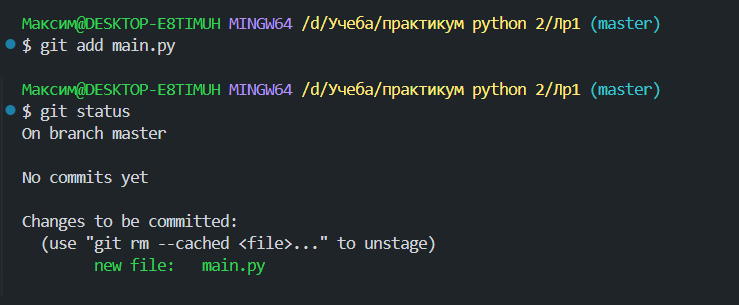 Максим@DESKTOP-E8TIMUH MINGW64 /d/Учеба/практикум python 2/Лр1 (master)
$ git add main.py
Максим@DESKTOP-E8TIMUH MINGW64 /d/Учеба/практикум python 2/Лр1 (master)
$ git status
On branch master
No commits yet
Changes to be committed:
  (use "git rm --cached <file>..." to unstage)
        new file:   main.py